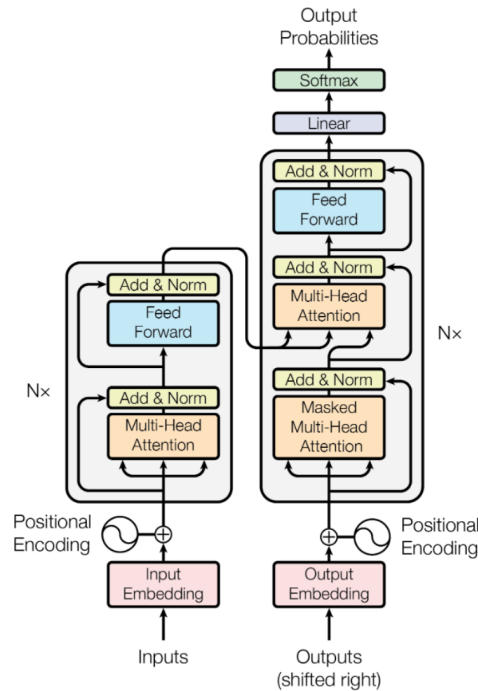 Output
Probabilities
Softmax
Linear
Add & Norm
Feed
Forward
Add & Norm
Multi-Head
Attention
Add & Norm
Masked
Multi-Head
Attention
N×
Add & Norm
Feed
Forward
Add & Norm
Multi-Head
Attention
N×
Positional
Encoding
Positional
Encoding
Input
Embedding
Output
Embedding
Inputs
Outputs
(shifted right)